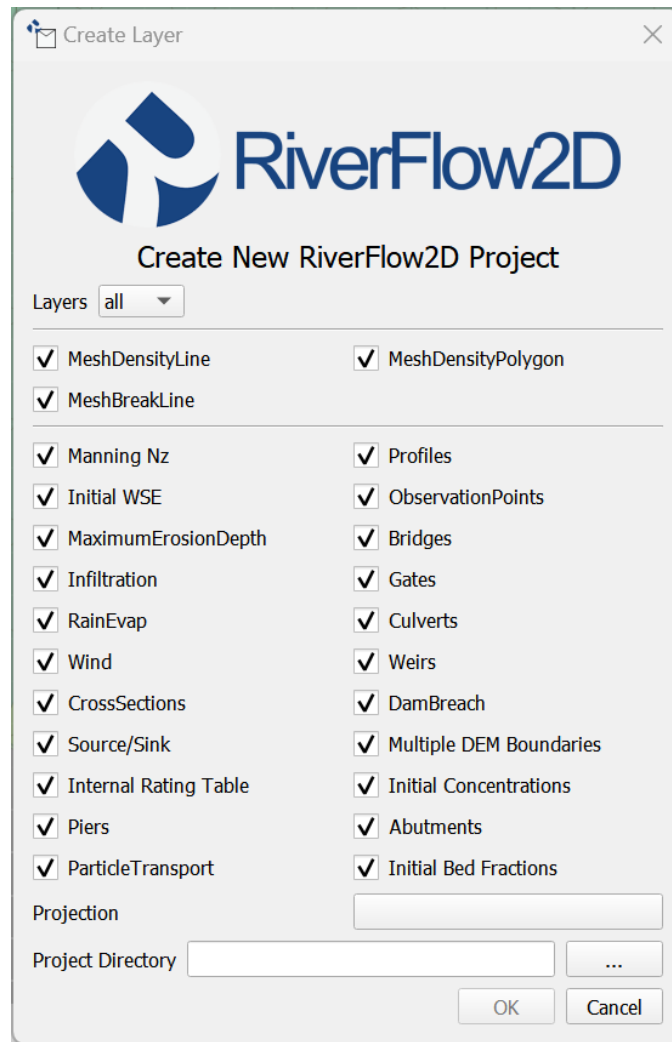 Create Layer
RiverFlow2D
Create New RiverFlow2D Project
Layers all
MeshDensityLine MeshDensityPolygon
MeshBreakLine
Manning Nz Profiles
Initial WSE ObservationPoints
MaximumErosionDepth Bridges
Infiltration Gates
RainEvap Culverts
Wind Weirs
CrossSections DamBreach
Source/Sink Multiple DEM Boundaries
Internal Rating Table Initial Concentrations
Piers Abutments
ParticleTransport Initial Bed Fractions
Projection
Project Directory ...
OK Cancel